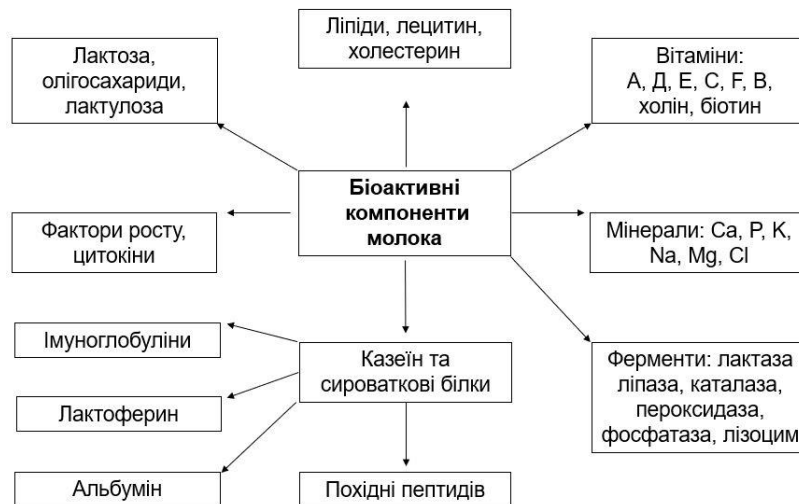 Ліпіди, лецитин,
холестерин
Лактоза,
олігосахариди,
лактулоза
Вітаміни:
А, Д, Е, С, F, В,
холін, біотин
Біоактивні
компоненти
молока
Фактори росту,
цитокіни
Мінерали: Ca, P, K,
Na, Mg, Cl
Імуноглобуліни
Казеїн та
сироваткові білки
Ферменти: лактаза
ліпаза, каталаза,
пероксидаза,
фосфатаза, лізоцим
Лактоферин
Альбумін
Похідні пептидів